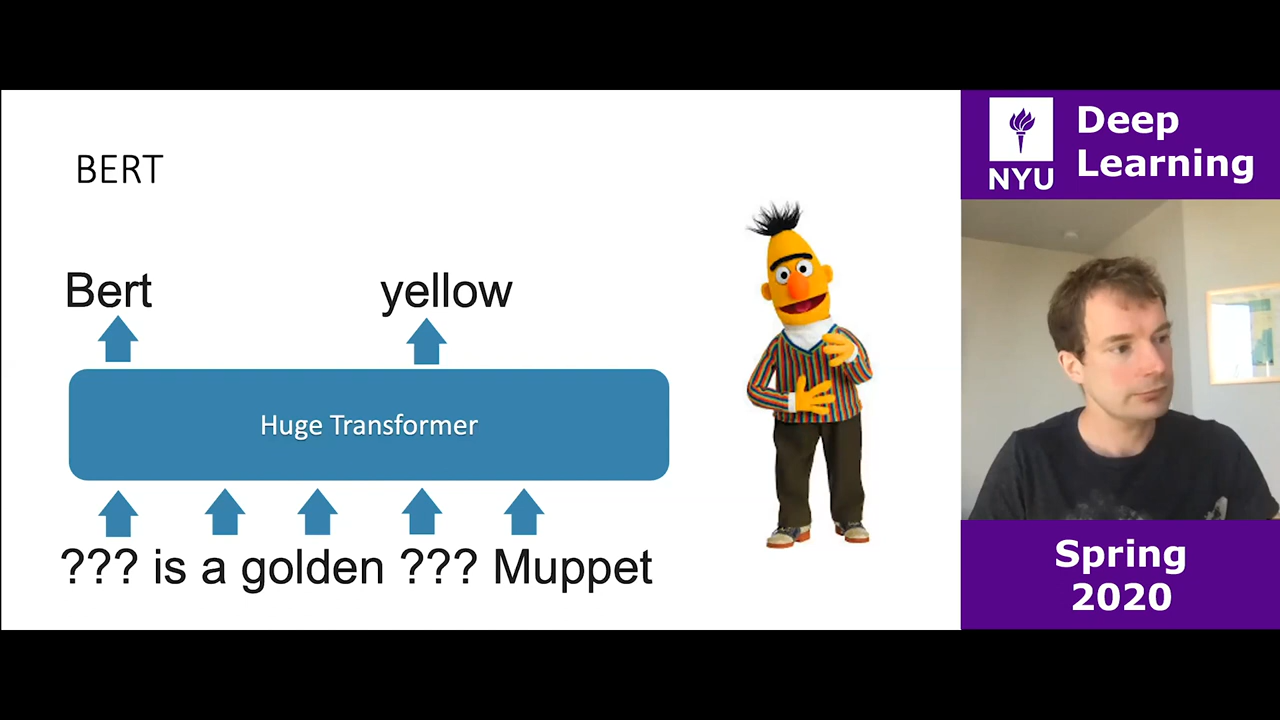 BERT
Bert yellow
Huge Transformer
??? is a golden ??? Muppet
NYU
Deep
Learning
Spring
2020